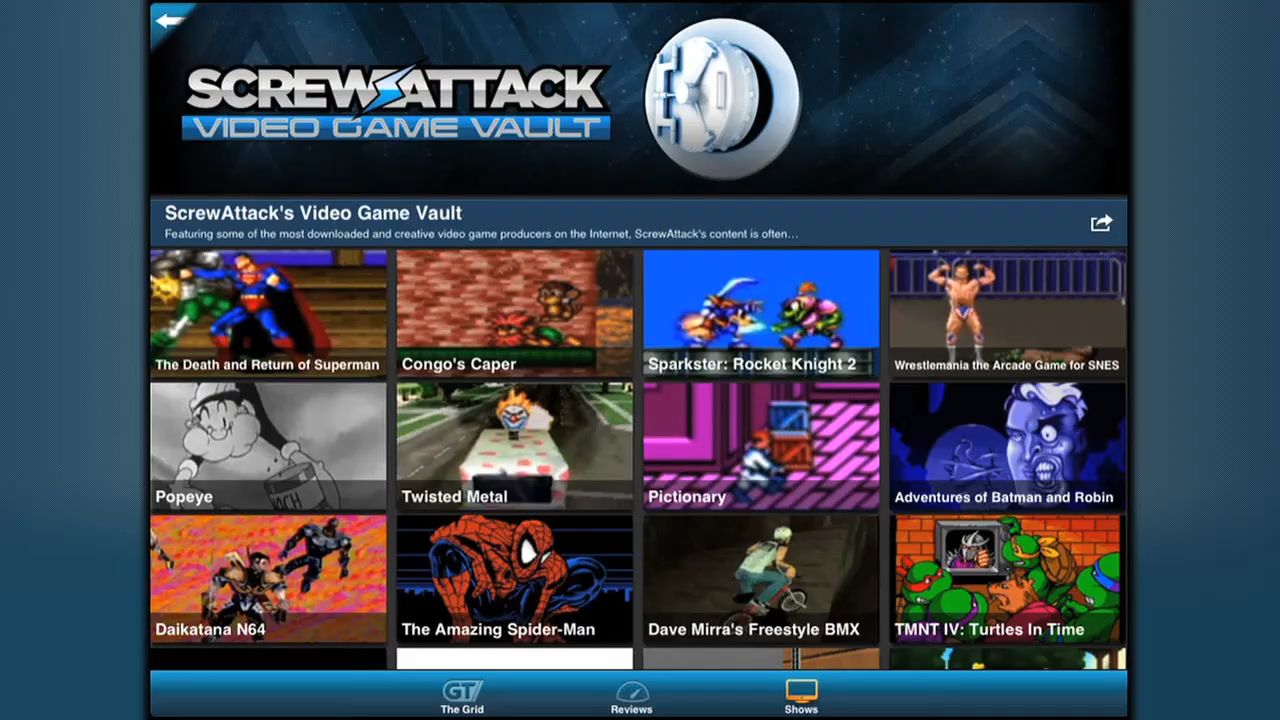 SCREWATTACK
VIDEO GAME VAULT
ScrewAttack's Video Game Vault
Featuring some of the most downloaded and creative video game producers on the Internet, ScrewAttack's content is often...
The Death and Return of Superman
Congo's Caper
Sparkster: Rocket Knight 2
Wrestlemania the Arcade Game for SNES
Popeye
Twisted Metal
Pictionary
Adventures of Batman and Robin
Daikatana N64
The Amazing Spider-Man
Dave Mirra's Freestyle BMX
TMNT IV: Turtles In Time
GT
The Grid
Reviews
Shows